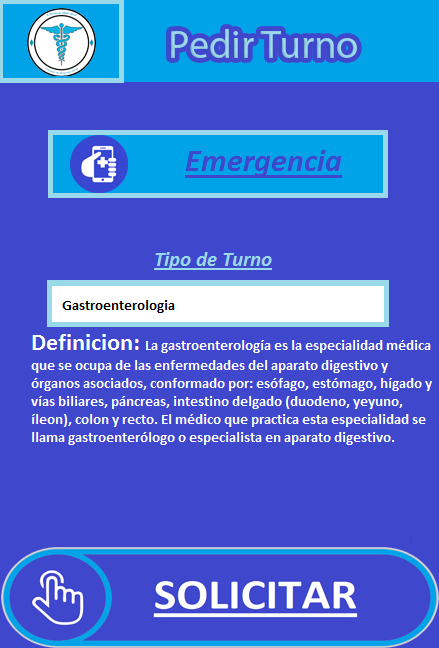 Pedir Turno
Emergencia
Tipo de Turno
Gastroenterologia
Definicion: La gastroenterología es la especialidad médica
que se ocupa de las enfermedades del aparato digestivo y
órganos asociados, conformado por: esófago, estómago, hígado y
vías biliares, páncreas, intestino delgado (duodeno, yeyuno,
íleon), colon y recto. El médico que practica esta especialidad se
llama gastroenterólogo o especialista en aparato digestivo.
SOLICITAR